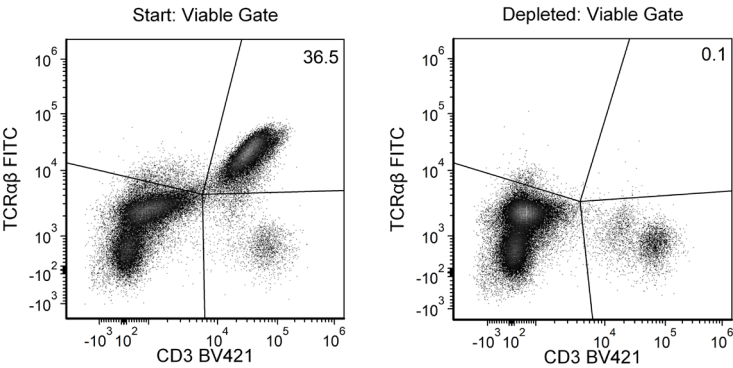 Start: Viable Gate
36.5
10^6
10^5
10^4
10^3
-10^2
-10^3
TCRαβ FITC
-10^3 10^2 10^4 10^5 10^6
CD3 BV421
Depleted: Viable Gate
0.1
10^6
10^5
10^4
10^3
-10^2
-10^3
TCRαβ FITC
-10^3 10^2 10^4 10^5 10^6
CD3 BV421